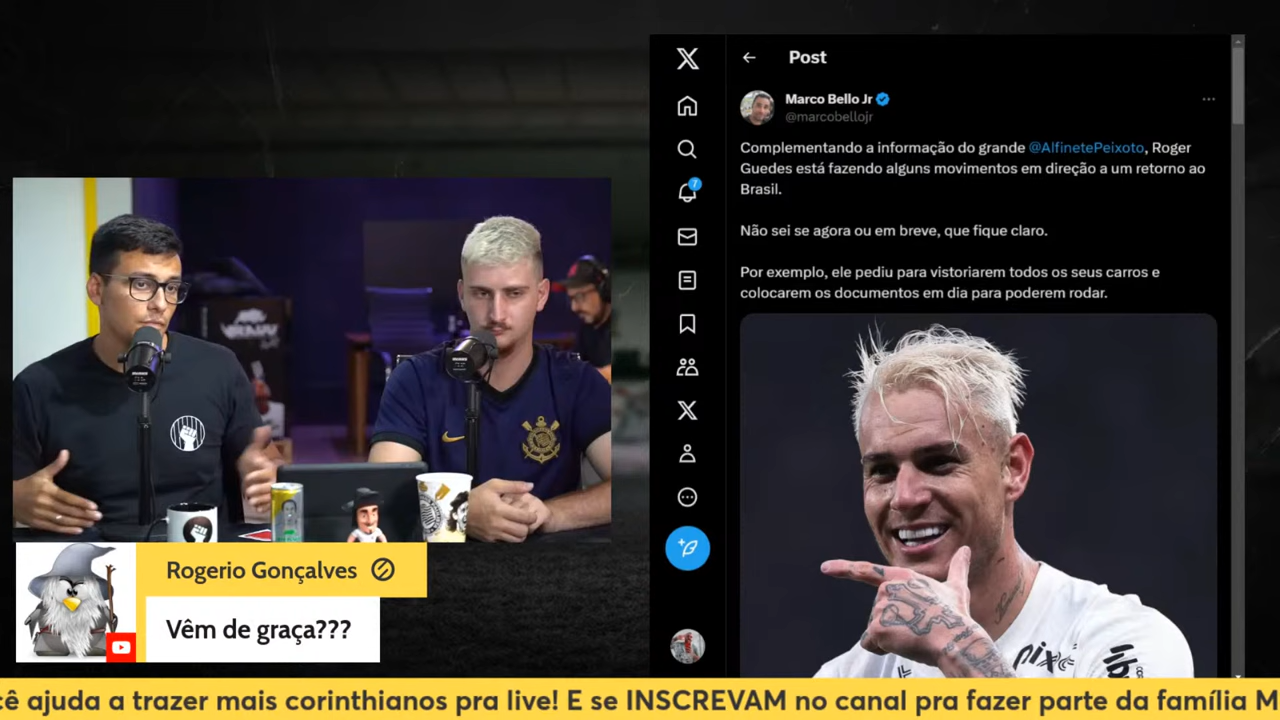 Post
Marco Bello Jr
@marcobellojr
Complementando a informação do grande @AlfinetePeixoto, Roger
Guedes está fazendo alguns movimentos em direção a um retorno ao
Brasil.
Não sei se agora ou em breve, que fique claro.
Por exemplo, ele pediu para vistoriarem todos os seus carros e
colocarem os documentos em dia para poderem rodar.
7
Rogerio Gonçalves
Vêm de graça???
cê ajuda a trazer mais corinthianos pra live! E se INSCREVAM no canal pra fazer parte da família M